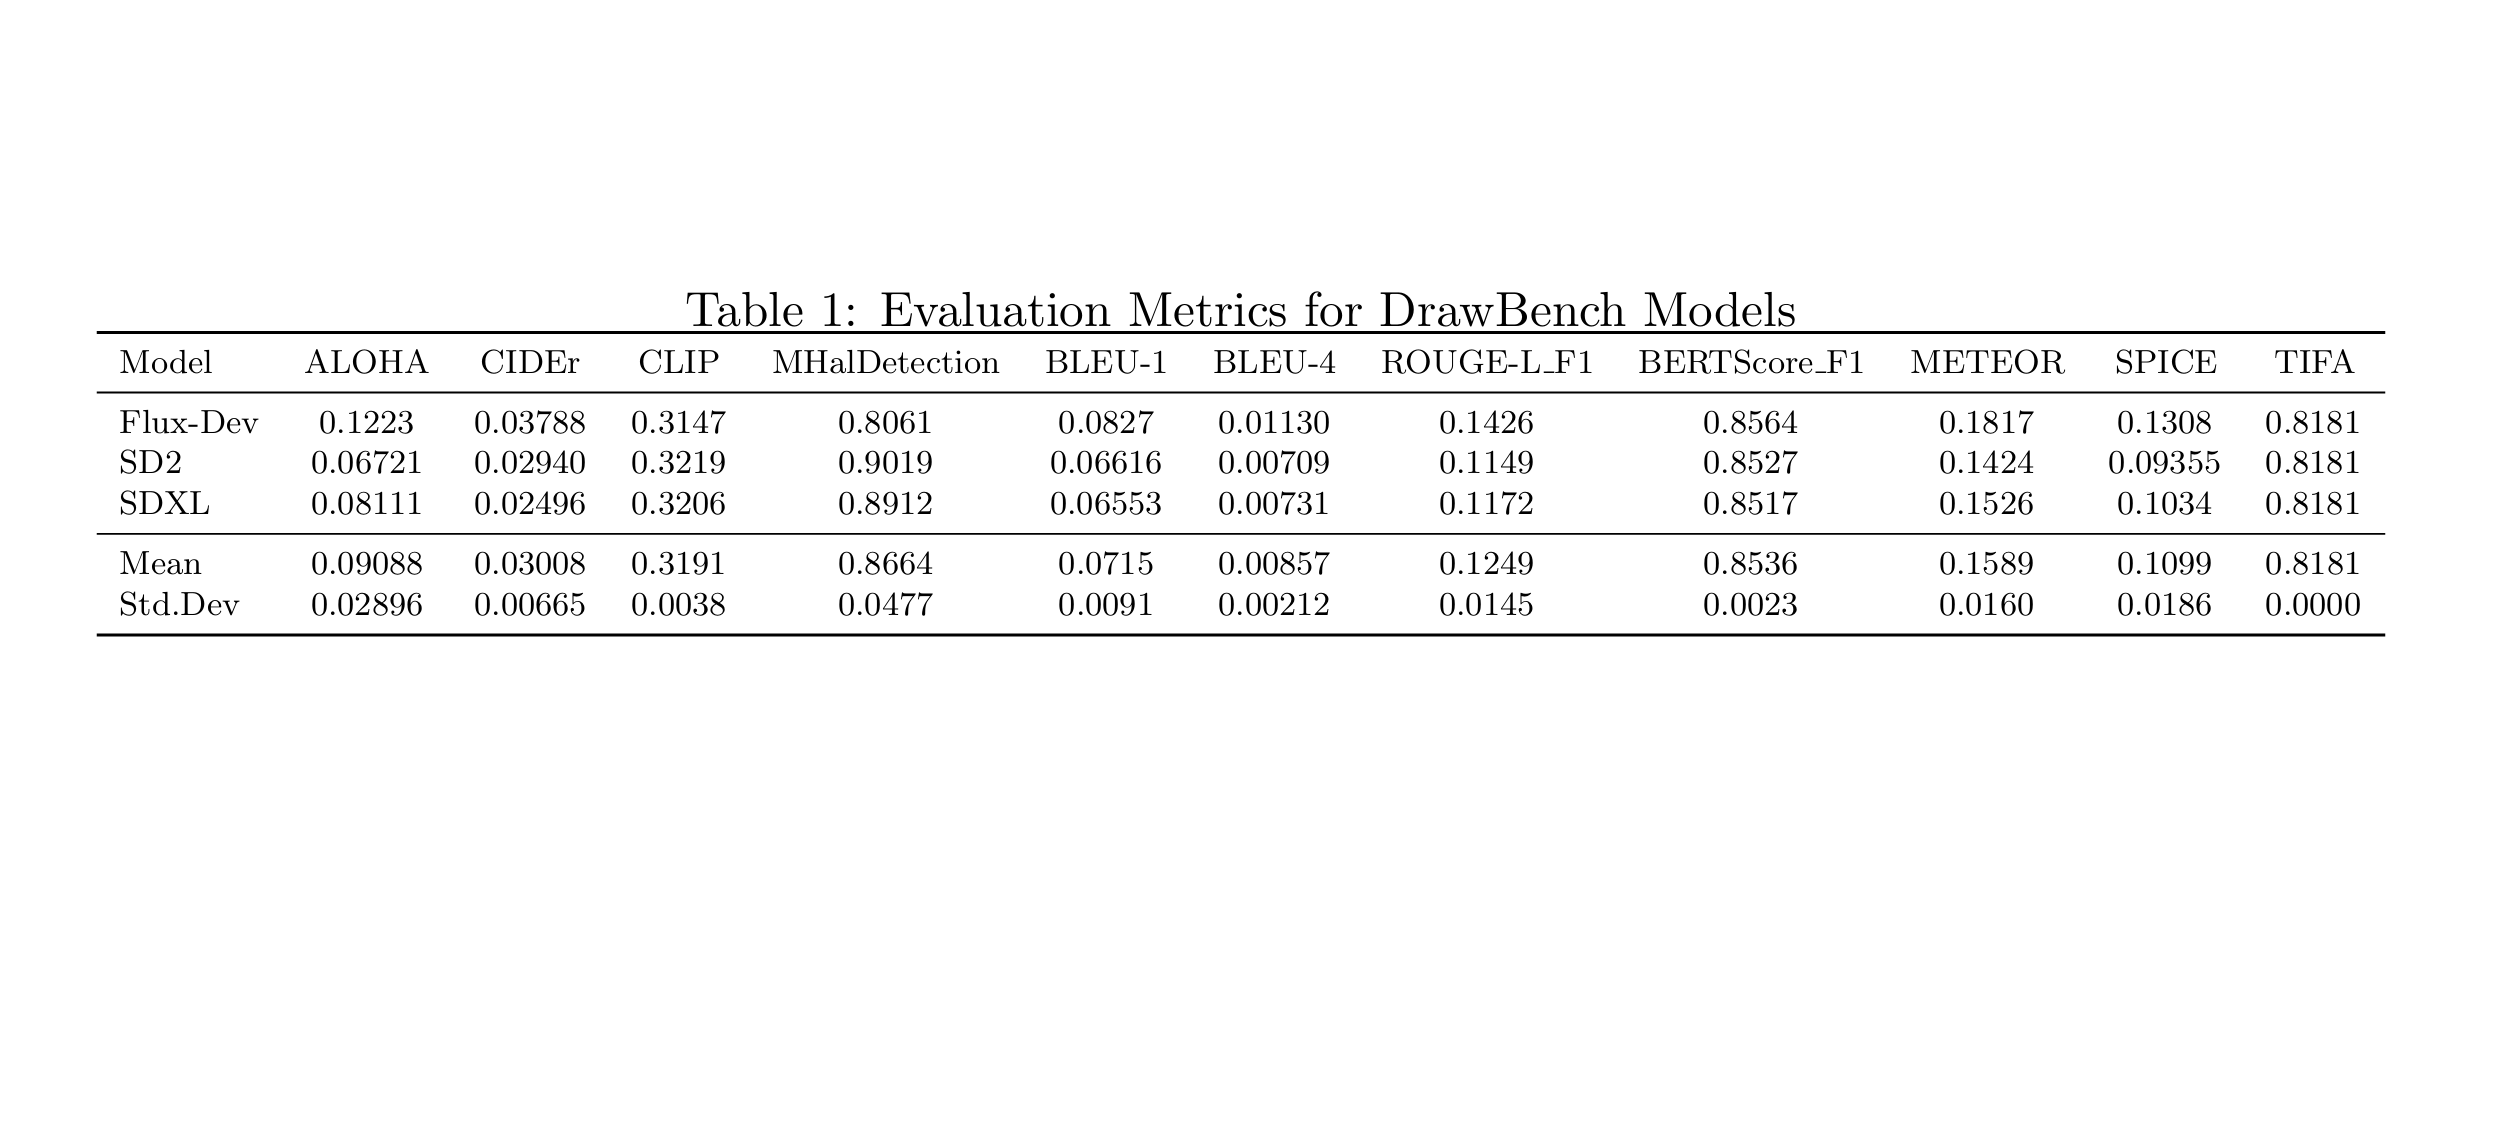 Table 1: Evaluation Metrics for DrawBench Models
Model ALOHA CIDEr CLIP MHalDetection BLEU-1 BLEU-4 ROUGE-L_F1 BERTScore_F1 METEOR SPICE TIFA
Flux-Dev 0.1223 0.03788 0.3147 0.8061 0.0827 0.01130 0.1426 0.8564 0.1817 0.1308 0.8181
SD2 0.06721 0.02940 0.3219 0.9019 0.06616 0.00709 0.1149 0.8527 0.1424 0.09355 0.8181
SDXL 0.08111 0.02496 0.3206 0.8912 0.06553 0.00731 0.1172 0.8517 0.1526 0.1034 0.8181
Mean 0.09088 0.03008 0.3191 0.8664 0.0715 0.00857 0.1249 0.8536 0.1589 0.1099 0.8181
Std.Dev 0.02896 0.00665 0.0038 0.0477 0.0091 0.00212 0.0145 0.0023 0.0160 0.0186 0.0000